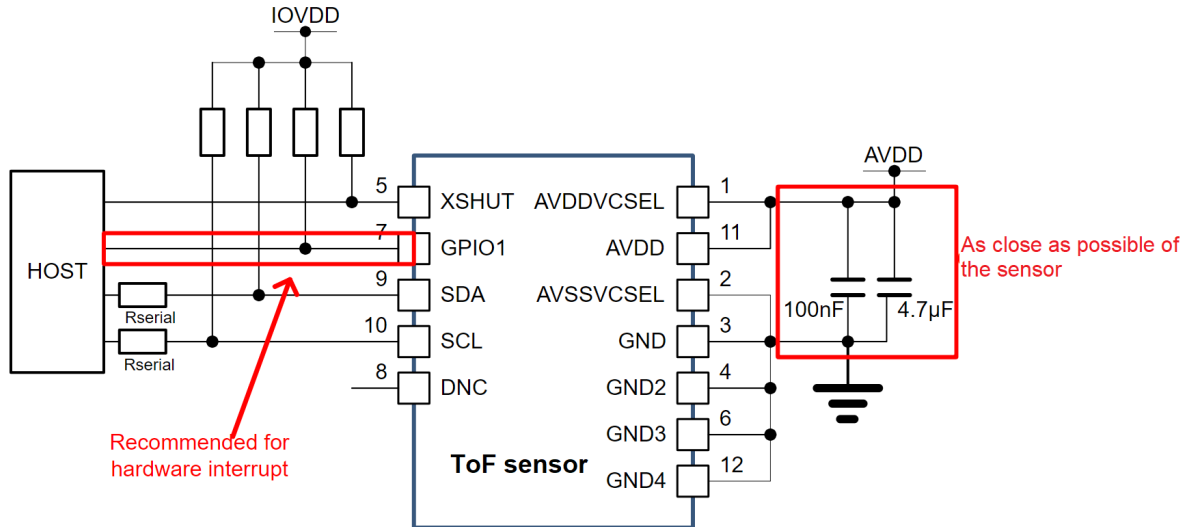 IOVDD
HOST
Rserial
Rserial
5
7
9
10
8
XSHUT
GPIO1
SDA
SCL
DNC
AVDDVCSEL
AVDD
AVSSVCSEL
GND
GND2
GND3
GND4
ToF sensor
1
11
2
3
4
6
12
AVDD
100nF
4.7µF
As close as possible of
the sensor
Recommended for
hardware interrupt